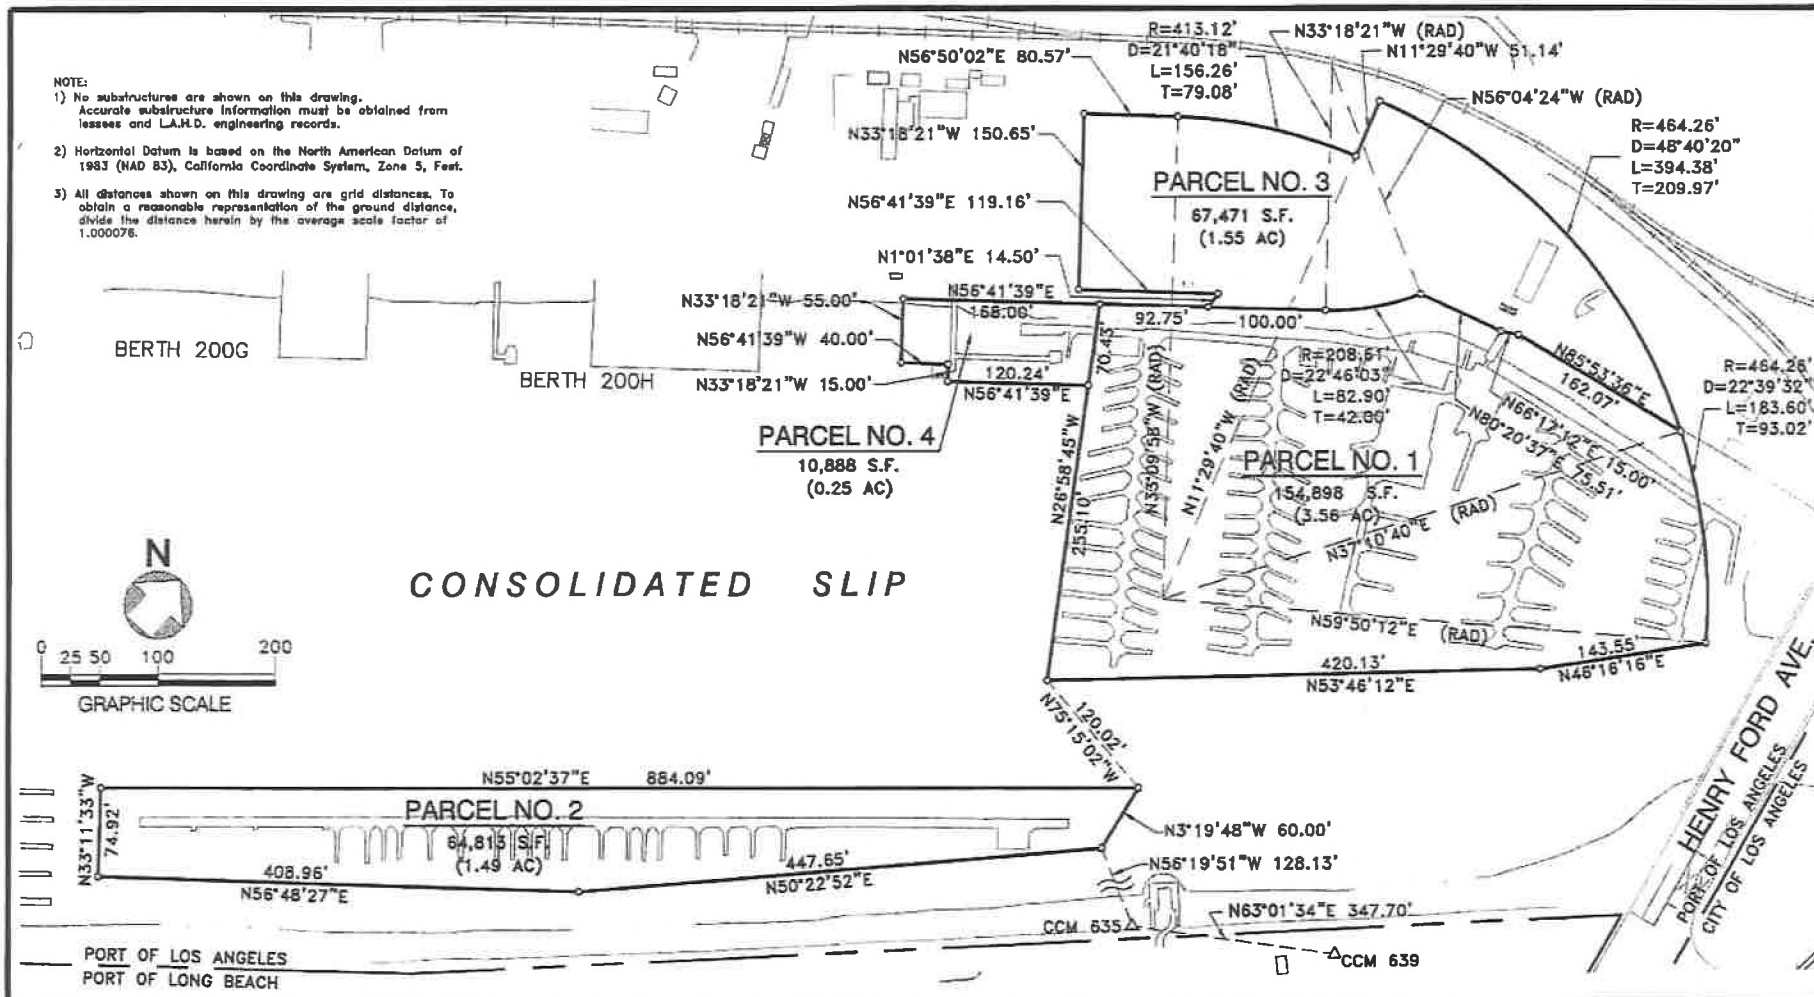 NOTE:
1) No substructures are shown on this drawing.
Accurate substructure information must be obtained from
lessees and L.A.H.D. engineering records.
2) Horizontal Datum is based on the North American Datum of
1983 (NAD 83), California Coordinate System, Zone 5, Feet.
3) All distances shown on this drawing are grid distances. To
obtain a reasonable representation of the ground distance,
divide the distance herein by the average scale factor of
1.000076.
R=413.12'
D=21°40'18"
L=156.26'
T=79.08'
N33°18'21"W (RAD)
N11°29'40"W 51.14'
N56°50'02"E 80.57'
N56°04'24"W (RAD)
R=464.26'
D=48°40'20"
L=394.38'
T=209.97'
N33°18'21"W 150.65'
PARCEL NO. 3
67,471 S.F.
(1.55 AC)
N56°41'39"E 119.16'
N1°01'38"E 14.50'
N33°18'21"W 55.00'
N56°41'39"E
168.00'
92.75'
100.00'
N56°41'39"W 40.00'
N33°18'21"W 15.00'
120.24'
N56°41'39"E
70.43'
BERTH 200G
BERTH 200H
R=208.61'
D=22°46'03"
L=82.90'
T=42.00'
N85°53'36"E
162.07'
R=464.26'
D=22°39'32"
L=183.60'
T=93.02'
N66°17'12"E 15.00'
N80°20'37"E 75.51'
PARCEL NO. 4
10,888 S.F.
(0.25 AC)
PARCEL NO. 1
154,898 S.F.
(3.56 AC)
N26°58'45"W
255.10'
N33°09'58"W (RAD)
N11°29'40"W (RAD)
N37°10'40"E (RAD)
N59°50'12"E (RAD)
N
CONSOLIDATED SLIP
0 25 50 100 200
GRAPHIC SCALE
420.13'
N53°46'12"E
143.55'
N46°16'16"E
120.02'
N75°15'02"W
HENRY FORD AVE.
PORT OF LOS ANGELES
CITY OF LOS ANGELES
N55°02'37"E 884.09'
PARCEL NO. 2
64,813 S.F.
(1.49 AC)
N33°11'33"W
74.92'
408.96'
N56°48'27"E
447.65'
N50°22'52"E
N3°19'48"W 60.00'
N56°19'51"W 128.13'
N63°01'34"E 347.70'
CCM 635
CCM 639
PORT OF LOS ANGELES
PORT OF LONG BEACH